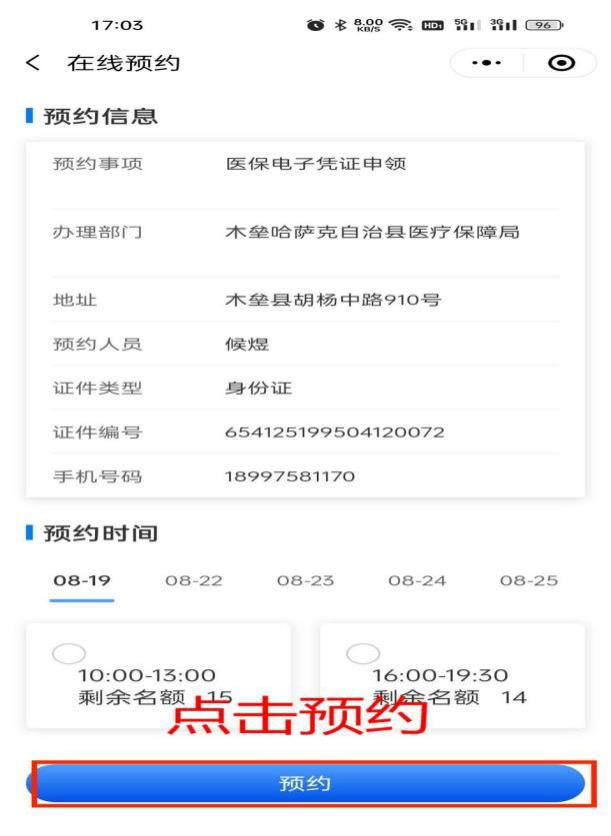 17:03
8.00 KB/S HD1 5G 3G 96
在线预约
预约信息
预约事项 医保电子凭证申领
办理部门 木垒哈萨克自治县医疗保障局
地址 木垒县胡杨中路910号
预约人员 候煜
证件类型 身份证
证件编号 654125199504120072
手机号码 18997581170
预约时间
08-19 08-22 08-23 08-24 08-25
10:00-13:00 16:00-19:30
剩余名额 15 剩余名额 14
点击预约
预约